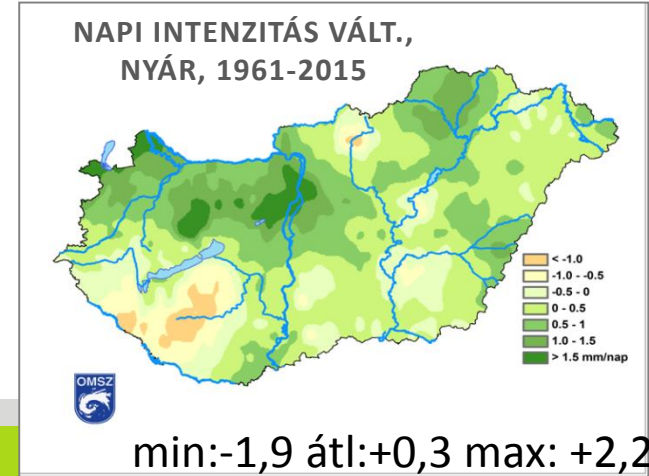 NAPI INTENZITÁS VÁLT.,
NYÁR, 1961-2015
< -1.0
-1.0 - -0.5
-0.5 - 0
0 - 0.5
0.5 - 1
1.0 - 1.5
> 1.5 mm/nap
OMSZ
min:-1,9 átl:+0,3 max: +2,2